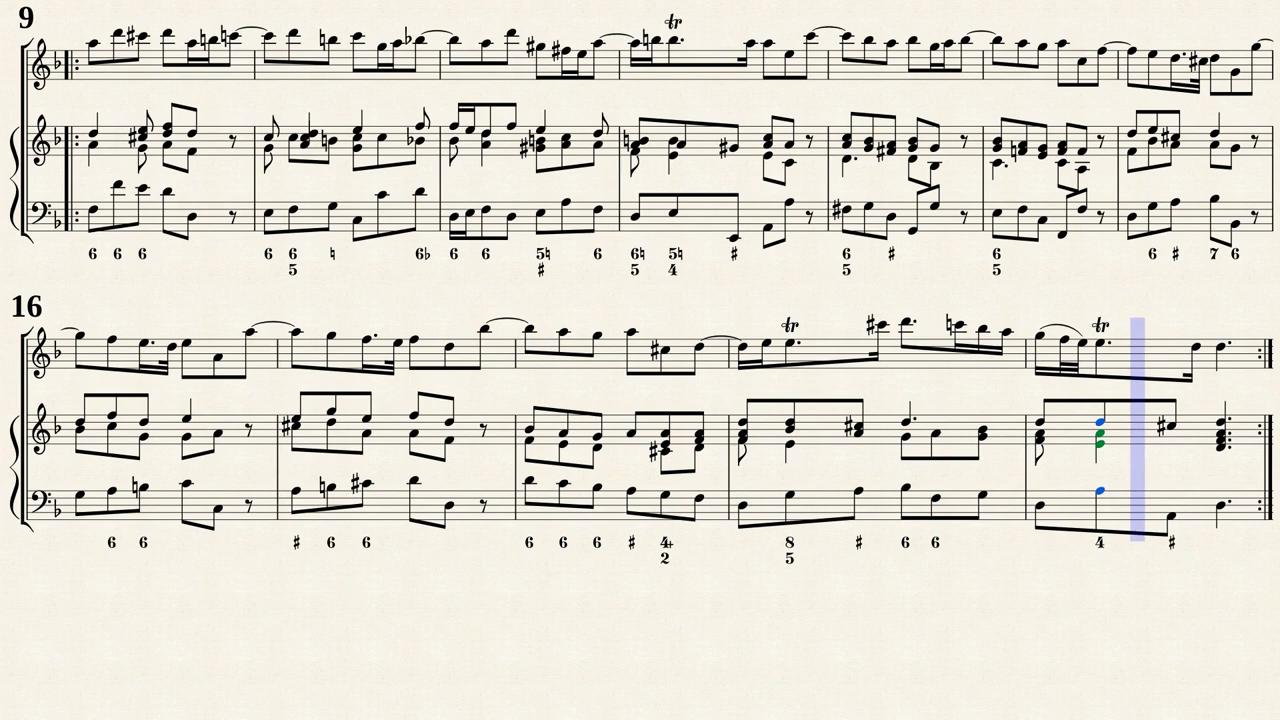 9
tr
6 6 6 6 6 ♮ 6♭ 6 6 5♮ 6 6♮ 5♮ ♯ 6 ♯ 6 6 ♯ 7 6
5 ♯ 5 4 5 5
16
tr tr
6 6 ♯ 6 6 6 6 6 ♯ 4+ 8 ♯ 6 6 4 ♯
2 5